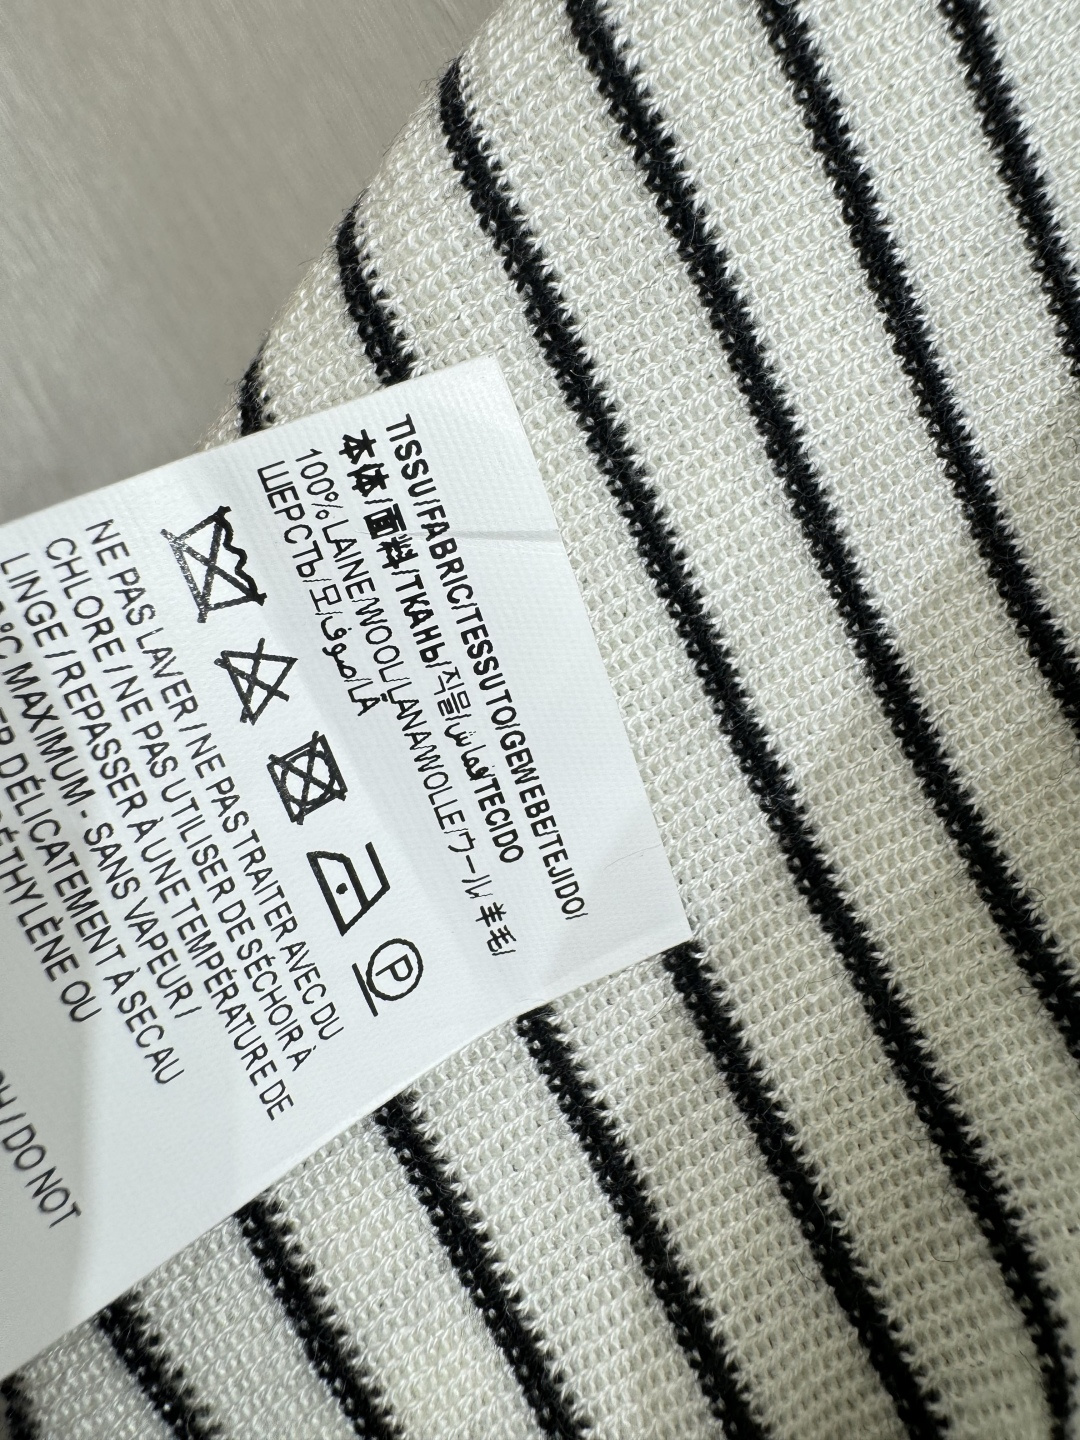 TISSU/FABRIC/TESSUTO/GEWEBE/TEJIDO/
本体/面料/ТКАНЬ/직물/قماش/TECIDO
100% LAINE/WOOL/LANA/WOLLE/ウール/羊毛/
ШЕРСТЬ/모/صوف/LÃ
P
NE PAS LAVER / NE PAS TRAITER AVEC DU
CHLORE / NE PAS UTILISER DE SÉCHOIR À
LINGE / REPASSER À UNE TEMPÉRATURE DE
°C MAXIMUM - SANS VAPEUR /
DÉLICATEMENT À SEC AU
OU
DO NOT